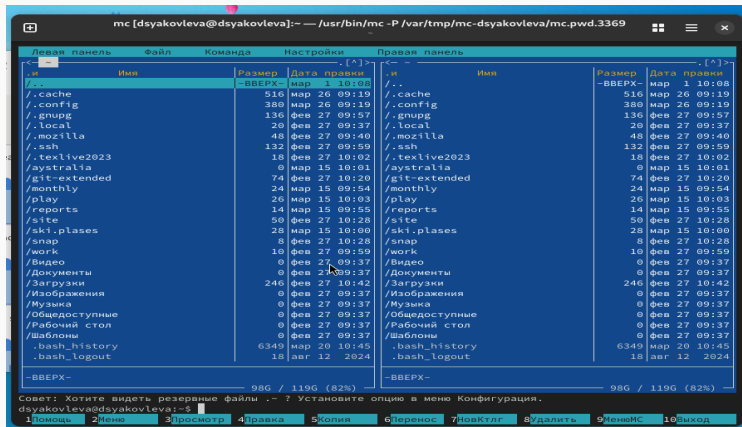 mc [dsyakovleva@dsyakovleva]:~ — /usr/bin/mc -P /var/tmp/mc-dsyakovleva/mc.pwd.3369
~
Левая панель Файл Команда Настройки Правая панель
<— ~ .[^]> <— ~ .[^]>
.и Имя Размер Дата правки .и Имя Размер Дата правки
/.. -ВВЕРХ- мар 1 10:08 /.. -ВВЕРХ- мар 1 10:08
/.cache 516 мар 26 09:19 /.cache 516 мар 26 09:19
/.config 380 мар 26 09:19 /.config 380 мар 26 09:19
/.gnupg 136 фев 27 09:57 /.gnupg 136 фев 27 09:57
/.local 20 фев 27 09:37 /.local 20 фев 27 09:37
/.mozilla 48 фев 27 09:40 /.mozilla 48 фев 27 09:40
/.ssh 132 фев 27 09:59 /.ssh 132 фев 27 09:59
/.texlive2023 18 фев 27 10:02 /.texlive2023 18 фев 27 10:02
/aystralia 0 мар 15 10:01 /aystralia 0 мар 15 10:01
/git-extended 74 фев 27 10:20 /git-extended 74 фев 27 10:20
/monthly 24 мар 15 09:54 /monthly 24 мар 15 09:54
/play 26 мар 15 10:03 /play 26 мар 15 10:03
/reports 14 мар 15 09:55 /reports 14 мар 15 09:55
/site 50 фев 27 10:28 /site 50 фев 27 10:28
/ski.plases 28 мар 15 10:00 /ski.plases 28 мар 15 10:00
/snap 8 фев 27 10:28 /snap 8 фев 27 10:28
/work 10 фев 27 09:59 /work 10 фев 27 09:59
/Видео 0 фев 27 09:37 /Видео 0 фев 27 09:37
/Документы 0 фев 27 09:37 /Документы 0 фев 27 09:37
/Загрузки 246 фев 27 10:42 /Загрузки 246 фев 27 10:42
/Изображения 0 фев 27 09:37 /Изображения 0 фев 27 09:37
/Музыка 0 фев 27 09:37 /Музыка 0 фев 27 09:37
/Общедоступные 0 фев 27 09:37 /Общедоступные 0 фев 27 09:37
/Рабочий стол 0 фев 27 09:37 /Рабочий стол 0 фев 27 09:37
/Шаблоны 0 фев 27 09:37 /Шаблоны 0 фев 27 09:37
.bash_history 6349 мар 20 10:45 .bash_history 6349 мар 20 10:45
.bash_logout 18 авг 12 2024 .bash_logout 18 авг 12 2024
-ВВЕРХ- -ВВЕРХ-
98G / 119G (82%) 98G / 119G (82%)
Совет: Хотите видеть резервные файлы .~ ? Установите опцию в меню Конфигурация.
dsyakovleva@dsyakovleva:~$
1Помощь 2Меню 3Просмотр 4Правка 5Копия 6Перенос 7НовКтлг 8Удалить 9МенюMC 10Выход